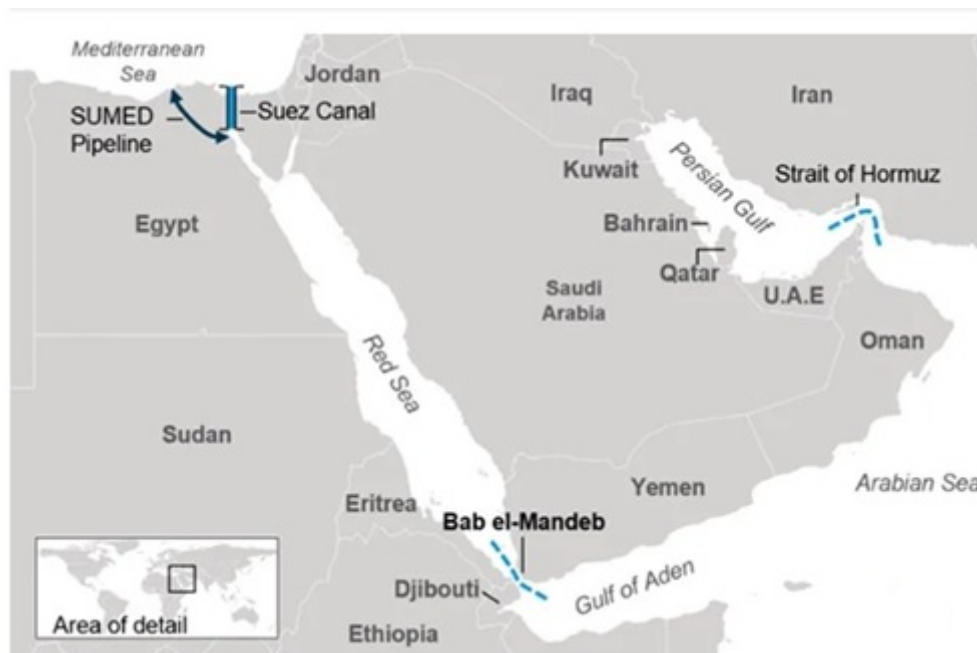 Mediterranean
Sea
Jordan
SUMED
Pipeline
Suez Canal
Iraq
Iran
Kuwait
Persian Gulf
Strait of Hormuz
Egypt
Bahrain
Qatar
Saudi
Arabia
U.A.E
Oman
Red Sea
Sudan
Yemen
Arabian Sea
Eritrea
Bab el-Mandeb
Djibouti
Gulf of Aden
Ethiopia
Area of detail